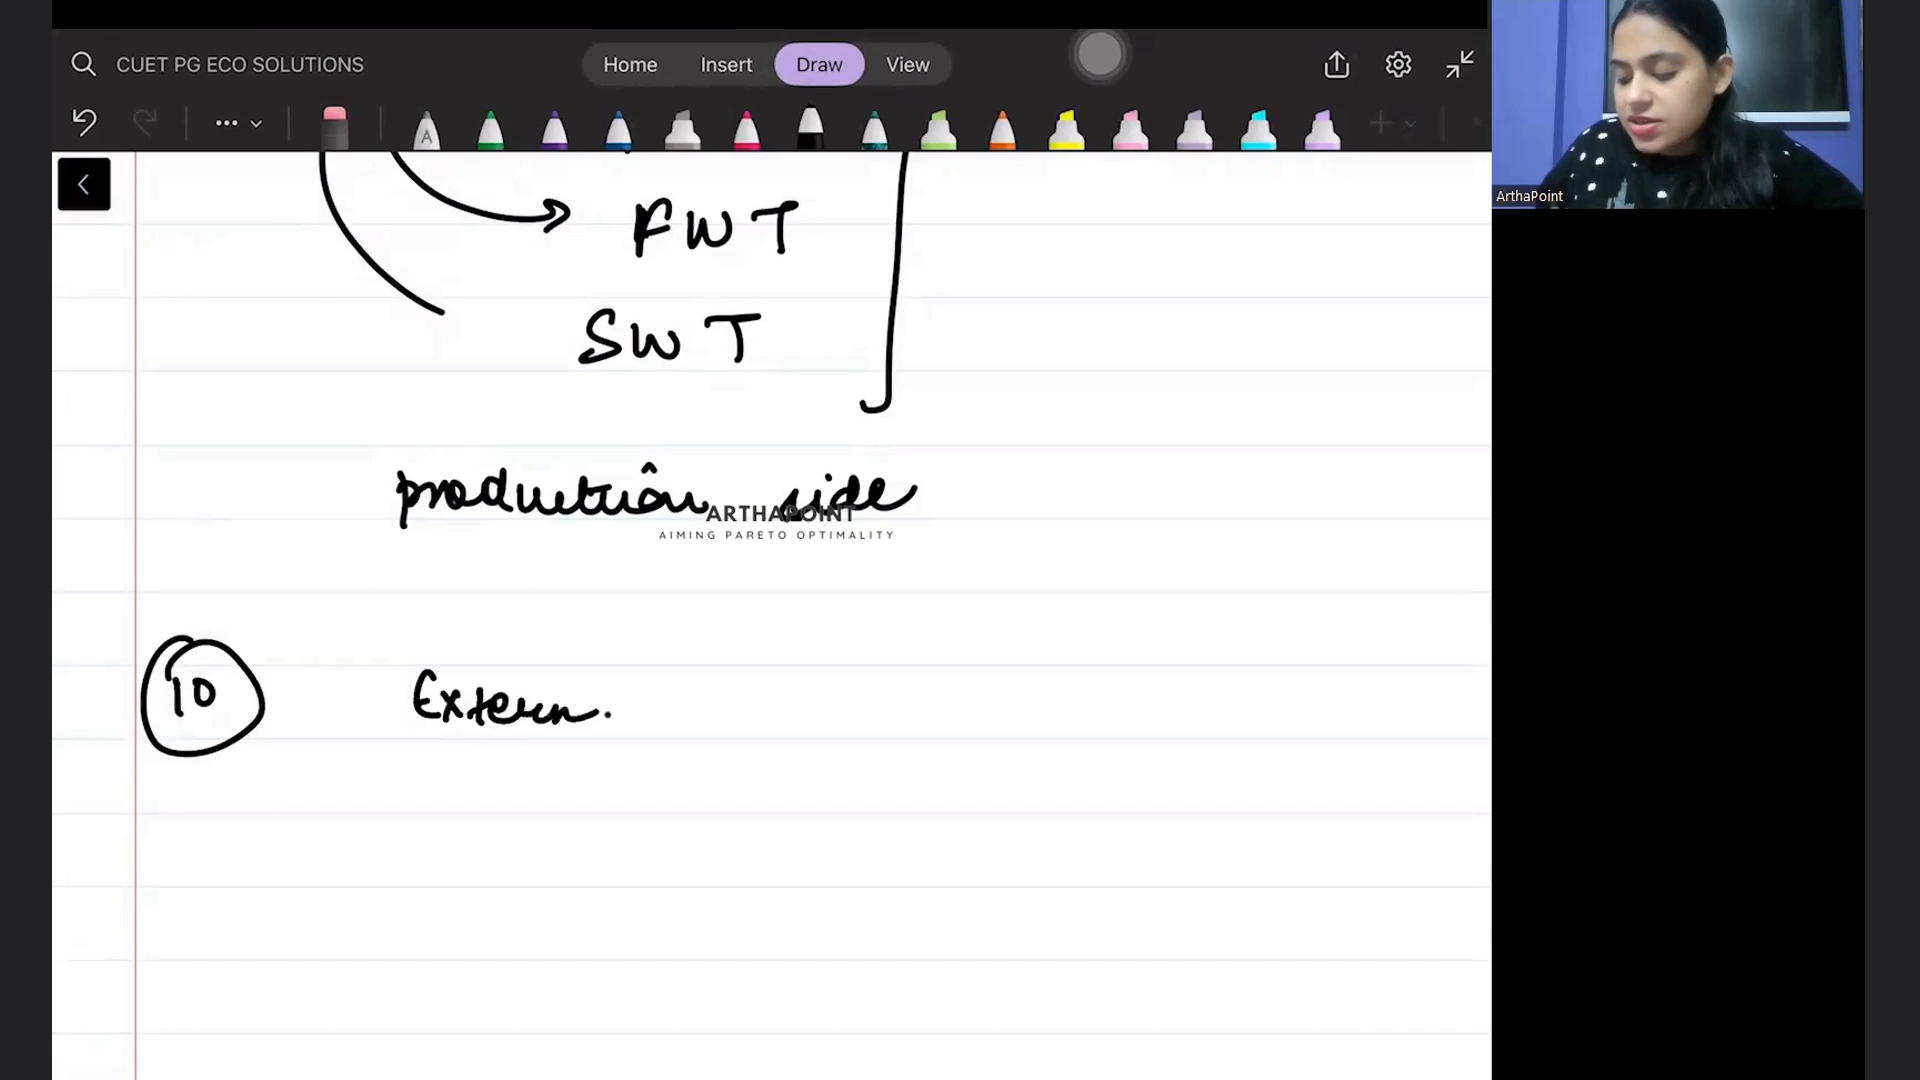 CUET PG ECO SOLUTIONS
Home Insert Draw View
A
ArthaPoint
FWT
SWT
production side
ARTHAPOINT
AIMING PARETO OPTIMALITY
10 Extern.